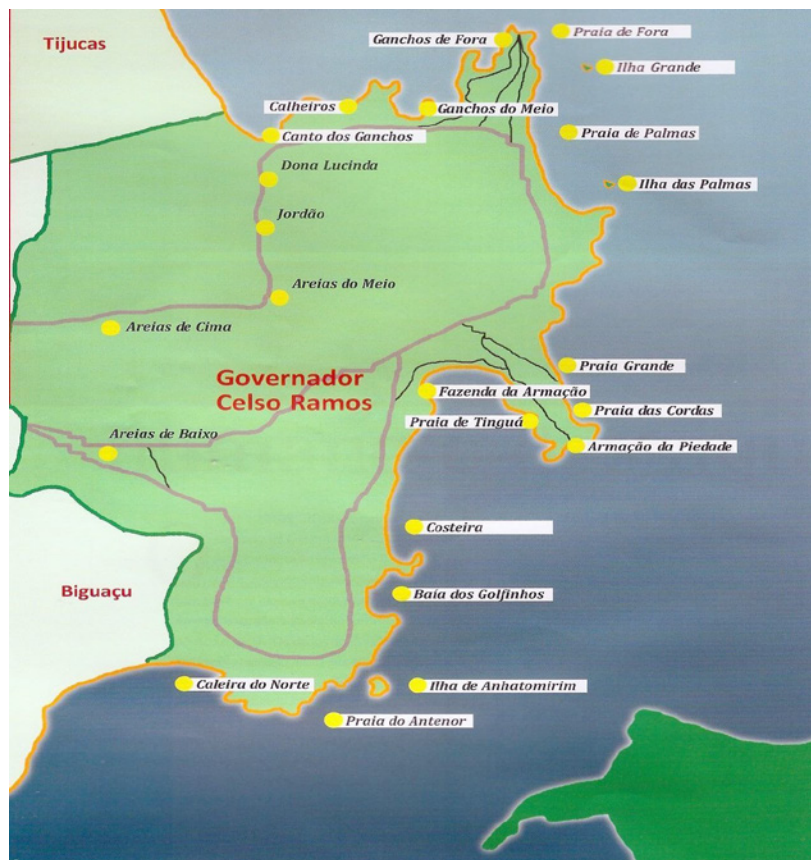 Praia de Fora
Ganchos de Fora
Tijucas
Ilha Grande
Calheiros
Ganchos do Meio
Praia de Palmas
Canto dos Ganchos
Dona Lucinda
Ilha das Palmas
Jordão
Areias do Meio
Areias de Cima
Praia Grande
Governador
Celso Ramos
Fazenda da Armação
Praia das Cordas
Praia de Tinguá
Areias de Baixo
Armação da Piedade
Costeira
Biguaçu
Baía dos Golfinhos
Caleira do Norte
Ilha de Anhatomirim
Praia do Antenor